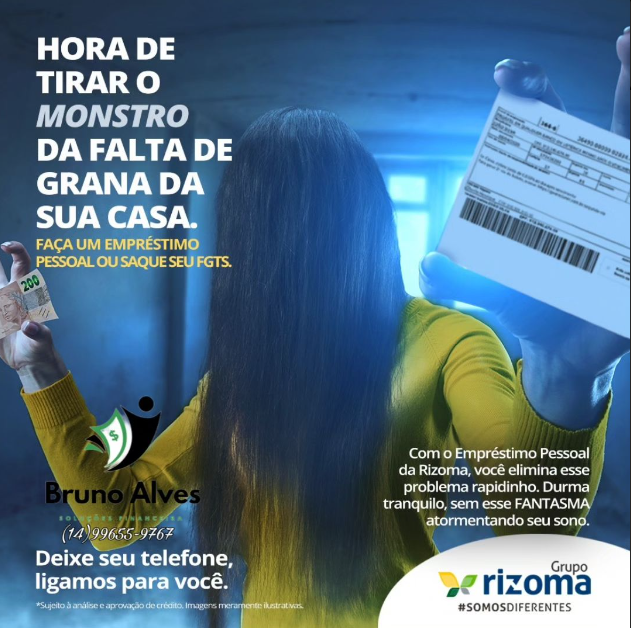 HORA DE
TIRAR O
MONSTRO
DA FALTA DE
GRANA DA
SUA CASA.
FAÇA UM EMPRÉSTIMO
PESSOAL OU SAQUE SEU FGTS.
200
Bruno Alves
SOLUÇÕES FINANCEIRA
(14)99655-9767
Deixe seu telefone,
ligamos para você.
*Sujeito à análise e aprovação de crédito. Imagens meramente ilustrativas.
Com o Empréstimo Pessoal
da Rizoma, você elimina esse
problema rapidinho. Durma
tranquilo, sem esse FANTASMA
atormentando seu sono.
Grupo
rizoma
#SOMOSDIFERENTES